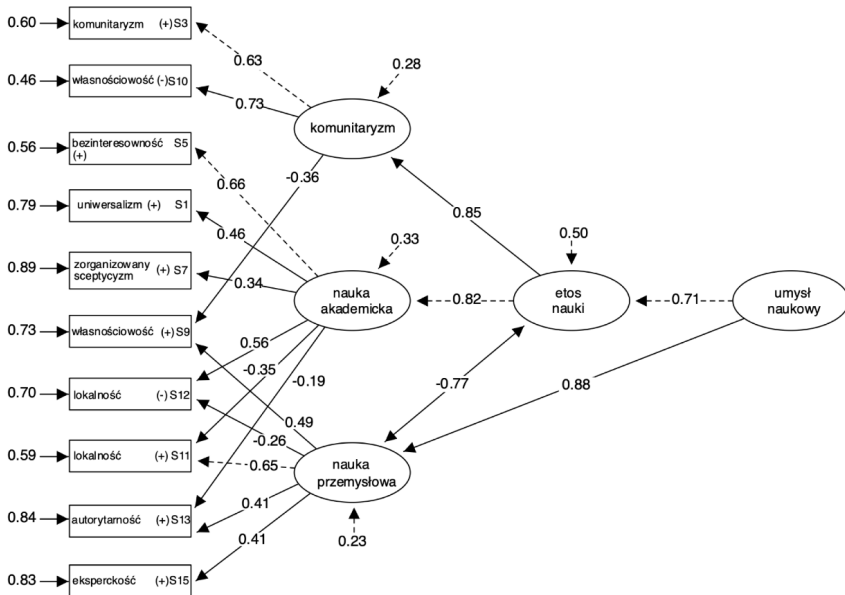 0.60
komunitaryzm (+)S3
0.63
0.28
0.46
własnościowość (-)S10
0.73
komunitaryzm
0.56
bezinteresowność S5
(+)
-0.36
0.66
0.79
uniwersalizm (+) S1
0.85
0.46
0.33
0.50
0.89
zorganizowany
sceptycyzm (+) S7
0.34
nauka
akademicka
0.82
etos
nauki
0.71
umysł
naukowy
0.73
własnościowość (+)S9
0.56
-0.35
-0.19
-0.77
0.88
0.70
lokalność (-)S12
0.49
-0.26
0.59
lokalność (+)S11
0.65
nauka
przemysłowa
0.84
autorytarność (+)S13
0.41
0.41
0.23
0.83
eksperckość (+)S15